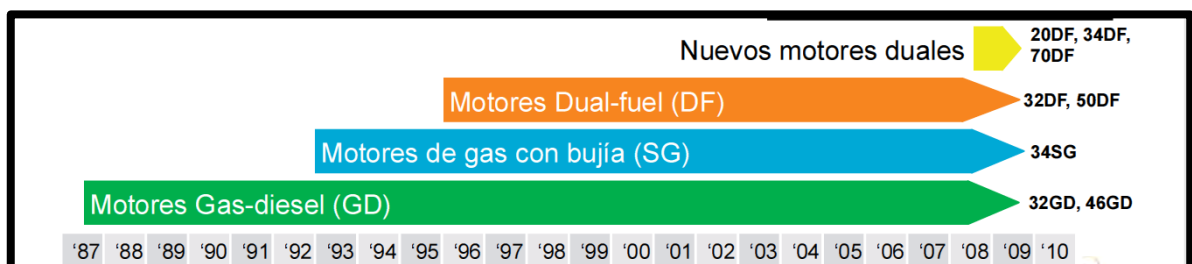 Nuevos motores duales
20DF, 34DF,
70DF
Motores Dual-fuel (DF)
32DF, 50DF
Motores de gas con bujía (SG)
34SG
Motores Gas-diesel (GD)
32GD, 46GD
‘87 ‘88 ‘89 ‘90 ‘91 ‘92 ‘93 ‘94 ‘95 ‘96 ‘97 ‘98 ‘99 ‘00 ‘01 ‘02 ‘03 ‘04 ‘05 ‘06 ‘07 ‘08 ‘09 ‘10